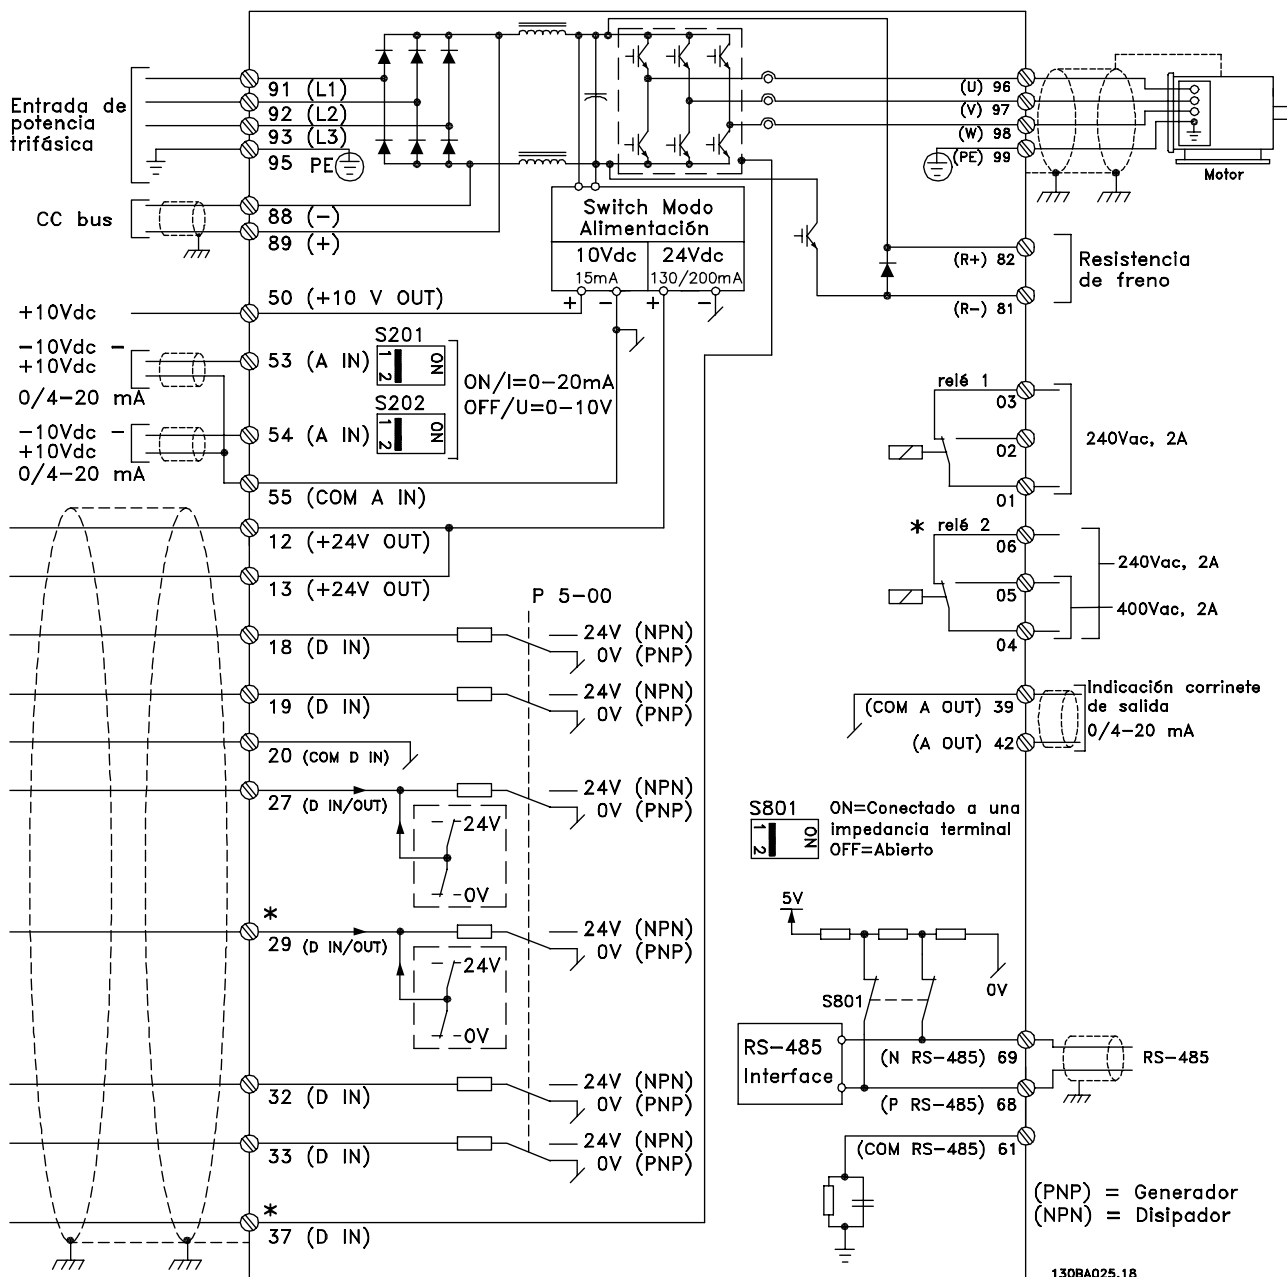 Entrada de
potencia
trifásica
91 (L1)
92 (L2)
93 (L3)
95 PE
CC bus
88 (−)
89 (+)
+10Vdc
50 (+10 V OUT)
−10Vdc −
+10Vdc
0/4−20 mA
53 (A IN)
S201
1 2
ON
ON/I=0−20mA
OFF/U=0−10V
−10Vdc −
+10Vdc
0/4−20 mA
54 (A IN)
S202
1 2
ON
55 (COM A IN)
12 (+24V OUT)
13 (+24V OUT)
P 5-00
18 (D IN)
24V (NPN)
0V (PNP)
19 (D IN)
24V (NPN)
0V (PNP)
20 (COM D IN)
27 (D IN/OUT)
24V (NPN)
0V (PNP)
24V
0V
*
29 (D IN/OUT)
24V (NPN)
0V (PNP)
24V
0V
32 (D IN)
24V (NPN)
0V (PNP)
33 (D IN)
24V (NPN)
0V (PNP)
*
37 (D IN)
Switch Modo
Alimentación
10Vdc
15mA
24Vdc
130/200mA
+ − + −
(U) 96
(V) 97
(W) 98
(PE) 99
Motor
(R+) 82
(R−) 81
Resistencia
de freno
relé 1
03
02
01
240Vac, 2A
* relé 2
06
05
04
240Vac, 2A
400Vac, 2A
(COM A OUT) 39
(A OUT) 42
Indicación corrinete
de salida
0/4−20 mA
S801
1 2
ON
ON=Conectado a una
impedancia terminal
OFF=Abierto
5V
S801
0V
RS−485
Interface
(N RS−485) 69
(P RS−485) 68
RS−485
(COM RS−485) 61
(PNP) = Generador
(NPN) = Disipador
130BA025.18